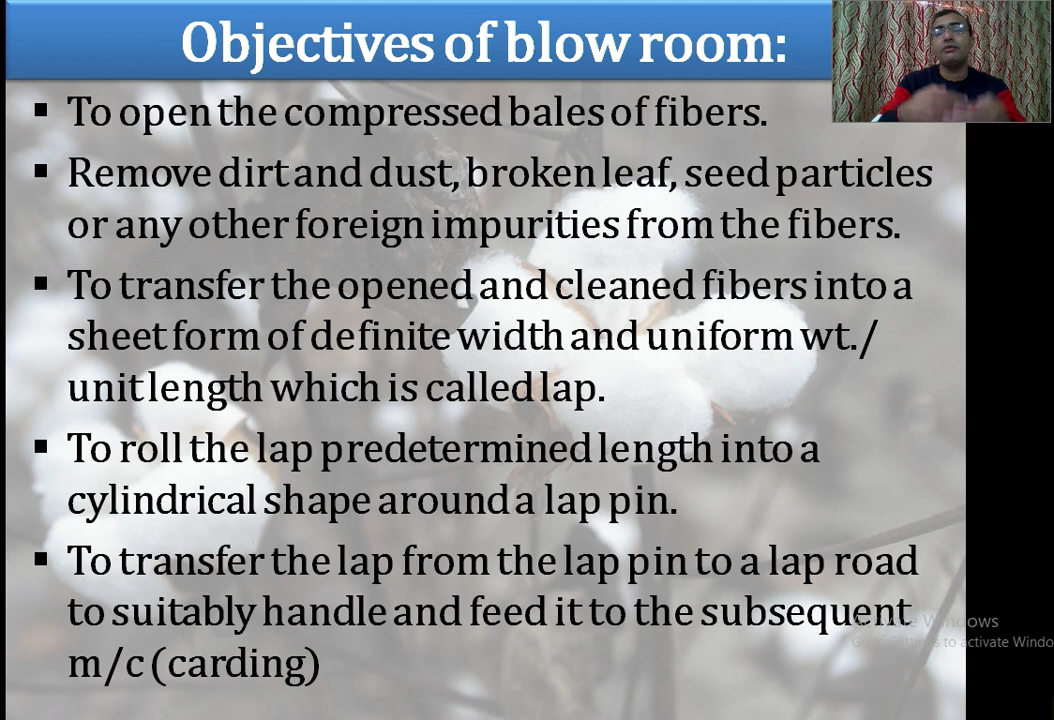 Objectives of blow room:
▪ To open the compressed bales of fibers.
▪ Remove dirt and dust, broken leaf, seed particles
or any other foreign impurities from the fibers.
▪ To transfer the opened and cleaned fibers into a
sheet form of definite width and uniform wt./
unit length which is called lap.
▪ To roll the lap predetermined length into a
cylindrical shape around a lap pin.
▪ To transfer the lap from the lap pin to a lap road
to suitably handle and feed it to the subsequent
m/c (carding)
Windows
to activate Windo